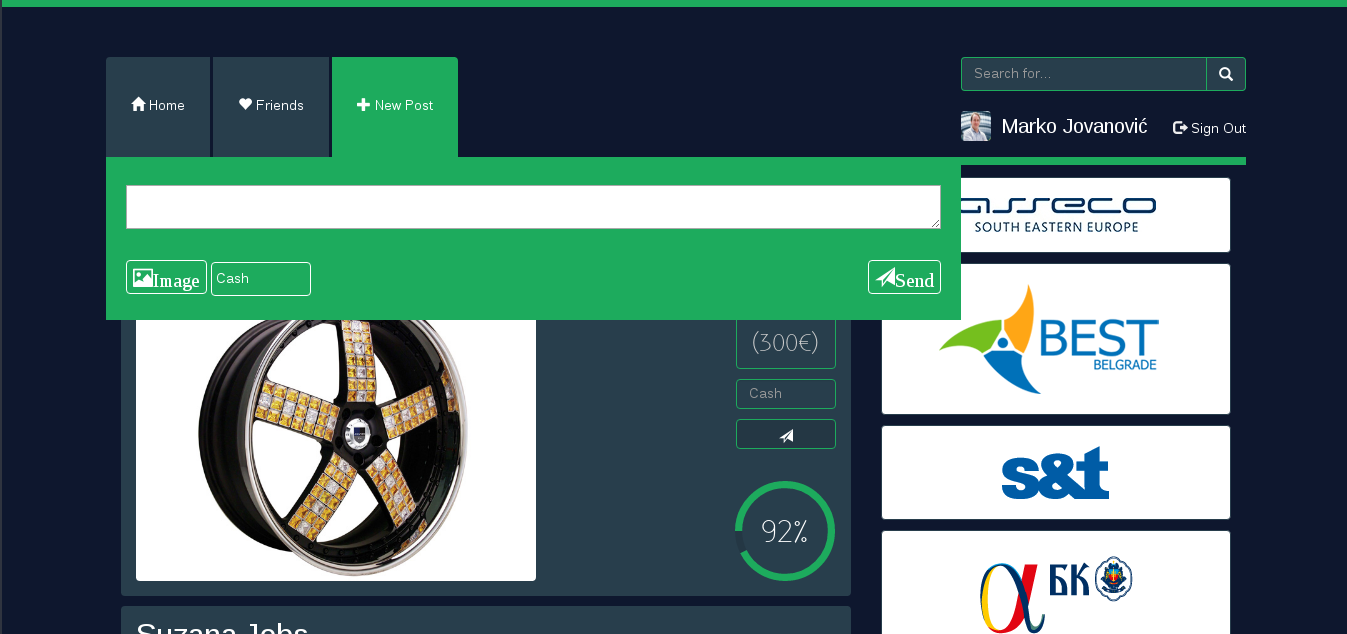 Home
Friends
New Post
Search for...
Marko Jovanović
Sign Out
Image
Cash
Send
(300€)
Cash
92%
Suzana Jobs
asseco
SOUTH EASTERN EUROPE
BEST
BELGRADE
s&t
α БК